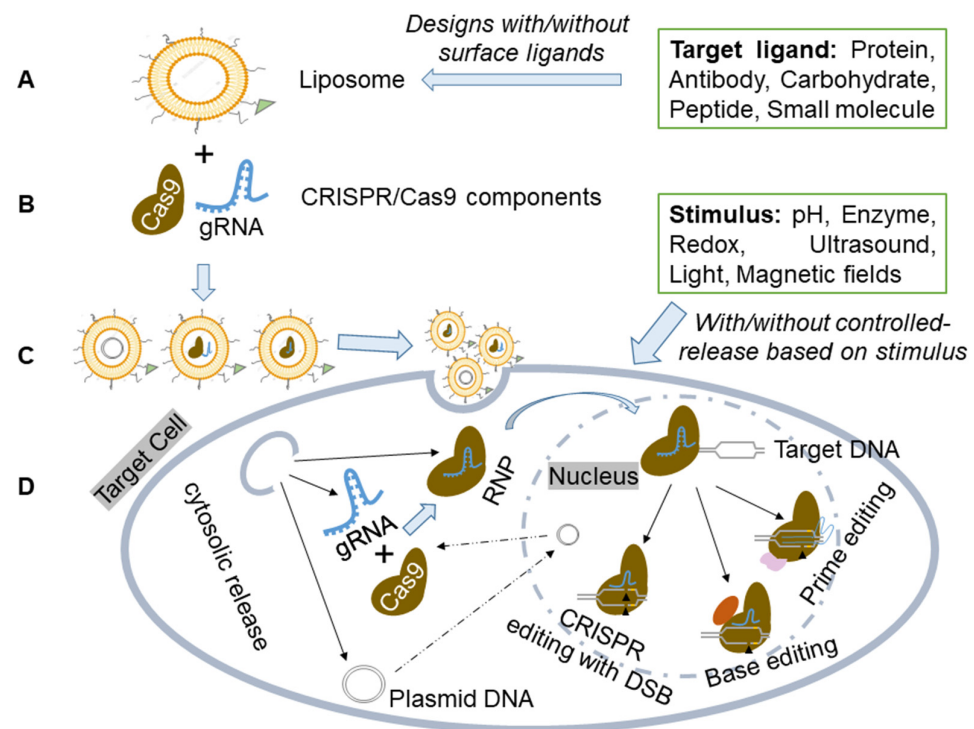 Designs with/without
surface ligands
Target ligand: Protein,
Antibody, Carbohydrate,
Peptide, Small molecule
A
Liposome
+
B
Cas9
gRNA
CRISPR/Cas9 components
Stimulus: pH, Enzyme,
Redox, Ultrasound,
Light, Magnetic fields
C
With/without controlled-
release based on stimulus
D
Target Cell
cytosolic release
gRNA
+
Cas9
RNP
Nucleus
Target DNA
Plasmid DNA
CRISPR
editing with DSB
Base editing
Prime editing